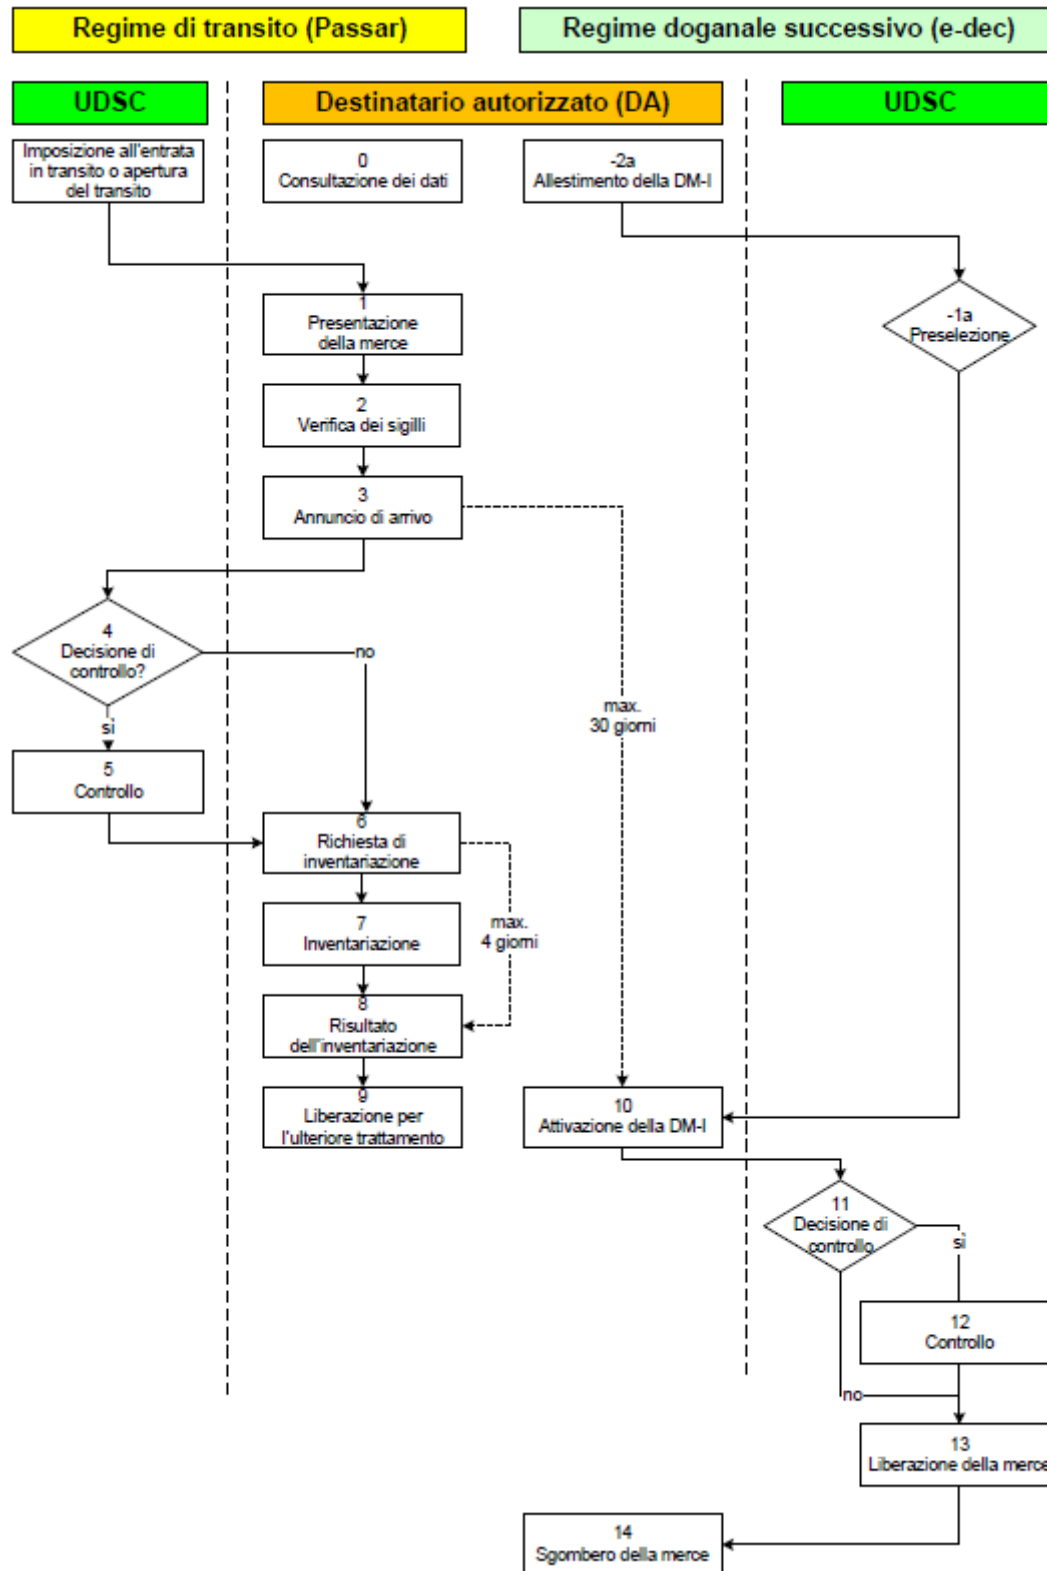 Regime di transito (Passar)
Regime doganale successivo (e-dec)
UDSC
Destinatario autorizzato (DA)
UDSC
Imposizione all'entrata
in transito o apertura
del transito
0
Consultazione dei dati
-2a
Allestimento della DM-I
1
Presentazione
della merce
-1a
Preselezione
2
Verifica dei sigilli
3
Annuncio di arrivo
4
Decisione di
controllo?
no
sì
max.
30 giorni
5
Controllo
6
Richiesta di
inventariazione
7
Inventariazione
max.
4 giorni
8
Risultato
dell'inventariazione
9
Liberazione per
l'ulteriore trattamento
10
Attivazione della DM-I
11
Decisione di
controllo
sì
12
Controllo
no
13
Liberazione della merce
14
Sgombero della merce